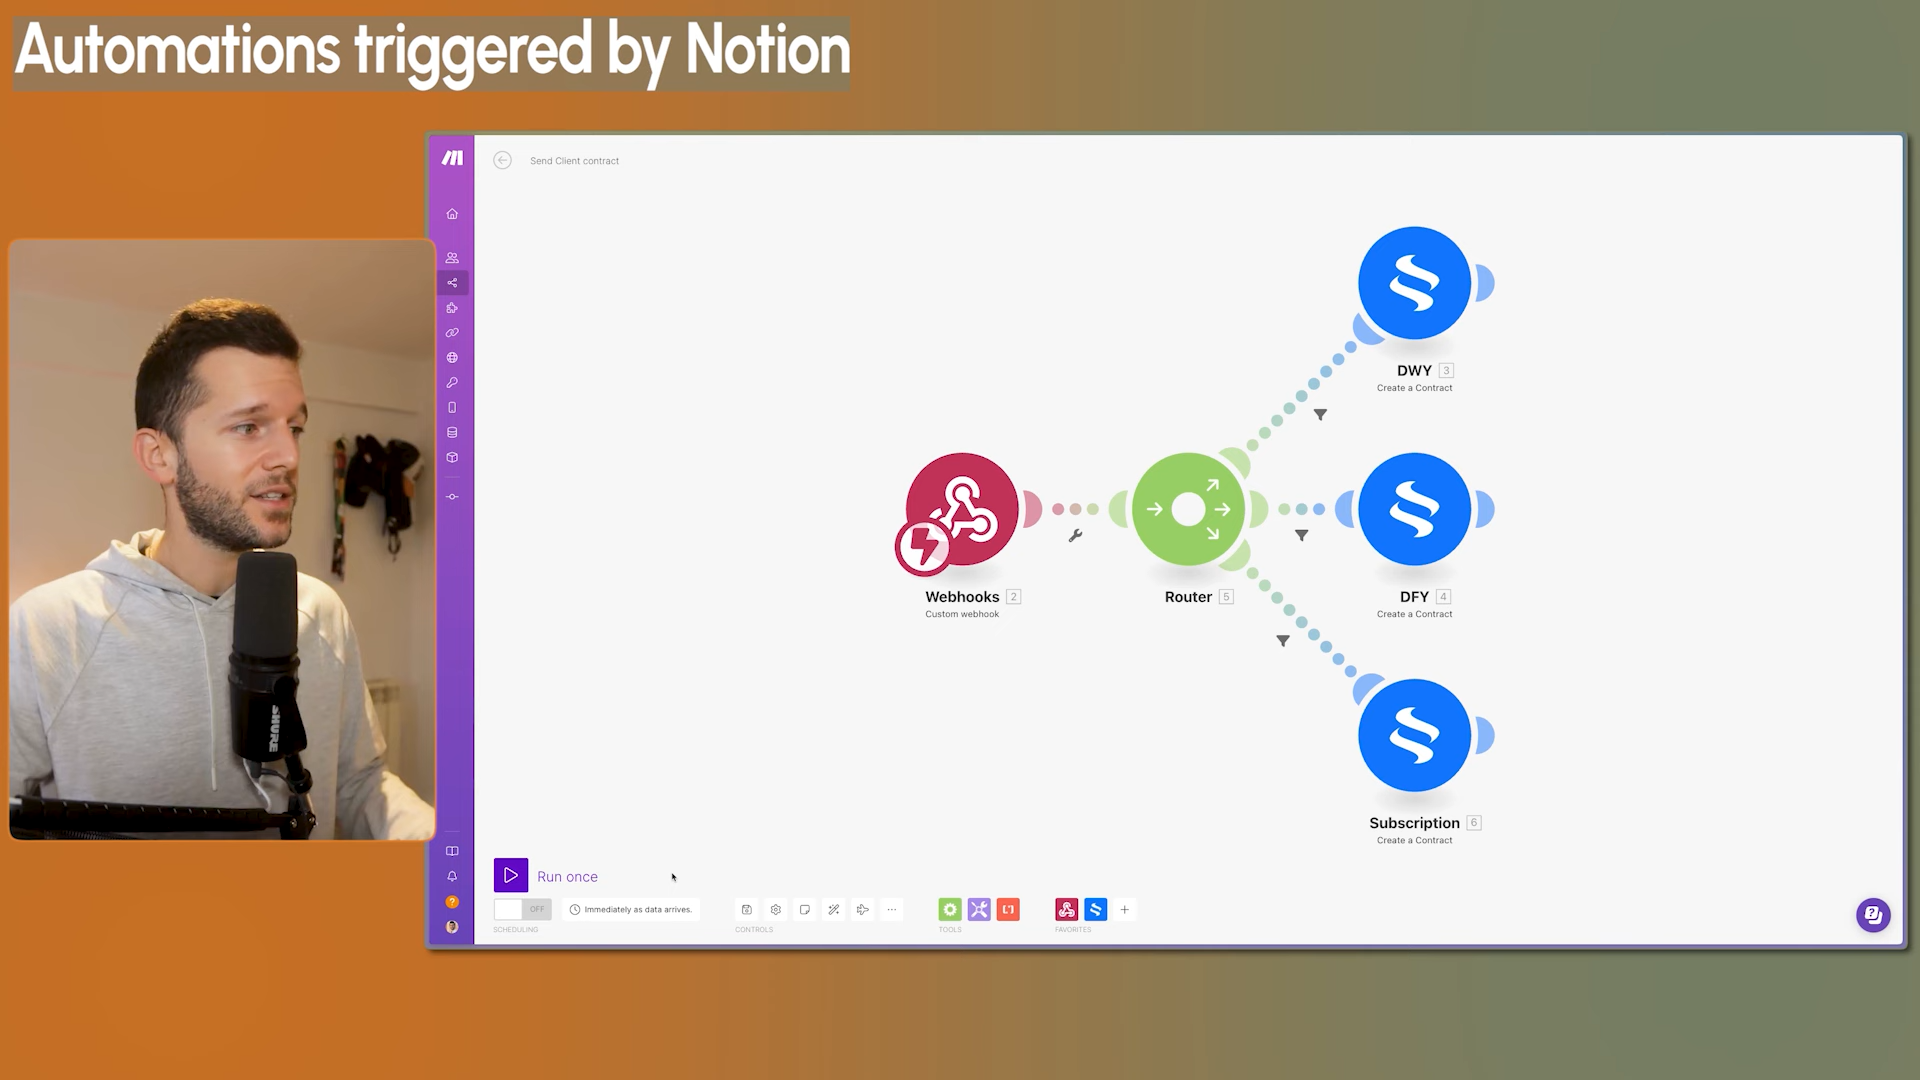 Automations triggered by Notion
Send Client contract
DWY 3
Create a Contract
Webhooks 2
Custom webhook
Router 5
DFY 4
Create a Contract
Subscription 6
Create a Contract
Run once
OFF
Immediately as data arrives.
SCHEDULING
CONTROLS
TOOLS
FAVORITES
SHURE